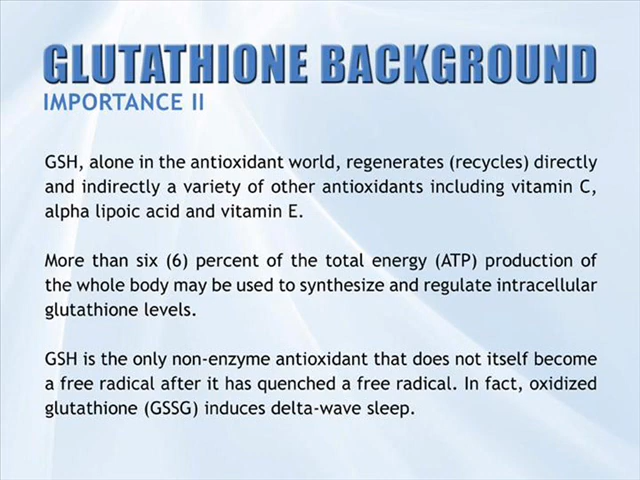 GLUTATHIONE BACKGROUND
IMPORTANCE II
GSH, alone in the antioxidant world, regenerates (recycles) directly
and indirectly a variety of other antioxidants including vitamin C,
alpha lipoic acid and vitamin E.
More than six (6) percent of the total energy (ATP) production of
the whole body may be used to synthesize and regulate intracellular
glutathione levels.
GSH is the only non-enzyme antioxidant that does not itself become
a free radical after it has quenched a free radical. In fact, oxidized
glutathione (GSSG) induces delta-wave sleep.